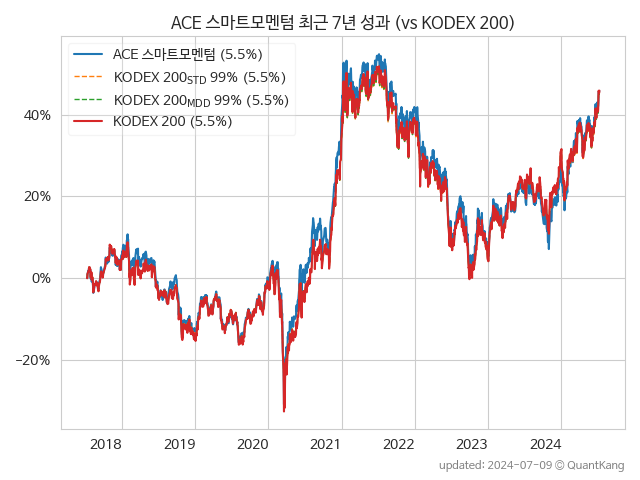 ACE 스마트모멘텀 최근 7년 성과 (vs KODEX 200)
ACE 스마트모멘텀 (5.5%)
KODEX 200STD 99% (5.5%)
KODEX 200MDD 99% (5.5%)
KODEX 200 (5.5%)
40%
20%
0%
−20%
2018 2019 2020 2021 2022 2023 2024
updated: 2024-07-09 © QuantKang